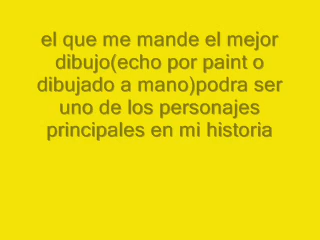 el que me mande el mejor
dibujo(echo por paint o
dibujado a mano)podra ser
uno de los personajes
principales en mi historia